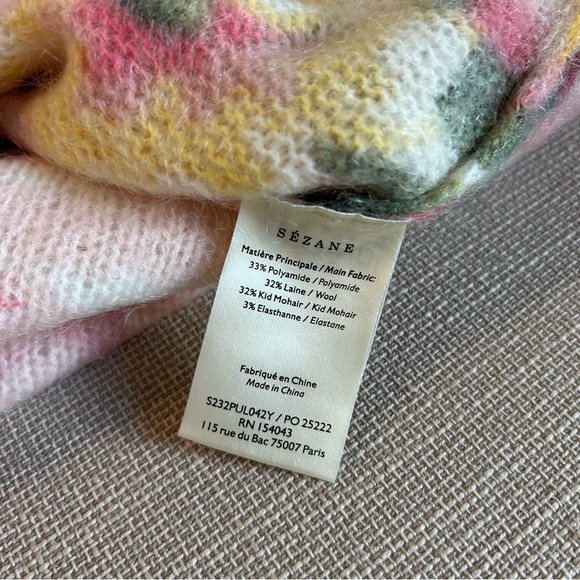 SÉZANE
Matière Principale / Main Fabric:
33% Polyamide / Polyamide
32% Laine / Wool
32% Kid Mohair / Kid Mohair
3% Elasthanne / Elastane
Fabriqué en Chine
Made in China
S232PUL042Y / PO 25222
RN 154043
115 rue du Bac 75007 Paris